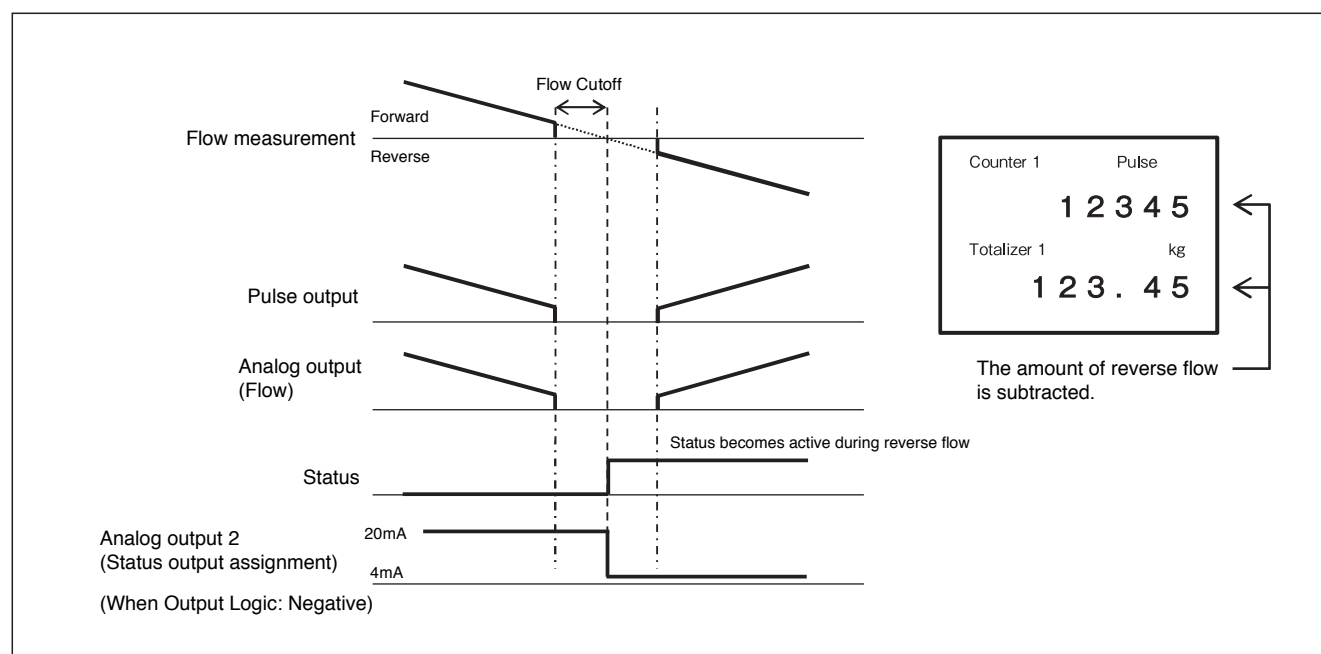 Flow Cutoff
Forward
Flow measurement
Reverse
Counter 1 Pulse
12345
Totalizer 1 kg
123.45
The amount of reverse flow
is subtracted.
Pulse output
Analog output
(Flow)
Status becomes active during reverse flow
Status
20mA
Analog output 2
(Status output assignment)
4mA
(When Output Logic: Negative)